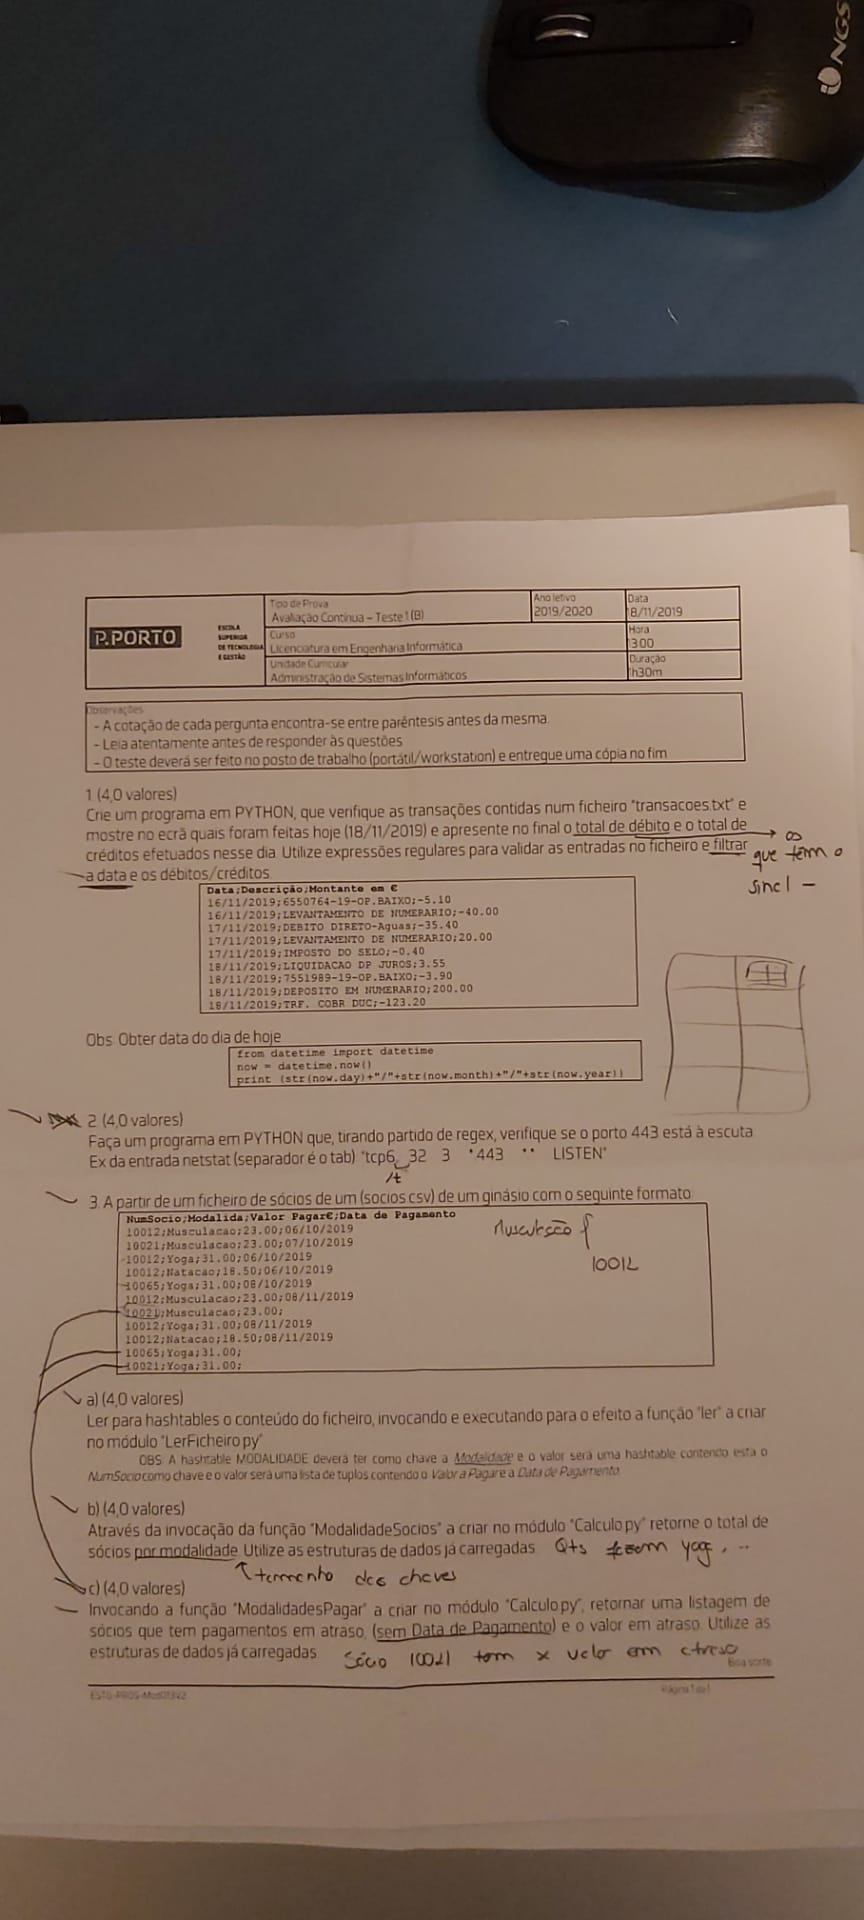 NGS
P.PORTO
ESCOLA
SUPERIOR
DE TECNOLOGIA
E GESTÃO
Tipo de Prova
Avaliação Contínua – Teste 1 (B)
Ano letivo
2019/2020
Data
18/11/2019
Curso
Licenciatura em Engenharia Informática
Hora
13:00
Unidade Curricular
Administração de Sistemas Informáticos
Duração
1h30m
Observações
- A cotação de cada pergunta encontra-se entre parêntesis antes da mesma.
- Leia atentamente antes de responder às questões
- O teste deverá ser feito no posto de trabalho (portátil/workstation) e entregue uma cópia no fim
1 (4,0 valores)
Crie um programa em PYTHON, que verifique as transações contidas num ficheiro "transacoes.txt" e
mostre no ecrã quais foram feitas hoje (18/11/2019) e apresente no final o total de débito e o total de
créditos efetuados nesse dia. Utilize expressões regulares para validar as entradas no ficheiro e filtrar
a data e os débitos/créditos.
os
que têm o
sinal -
Data;Descrição;Montante em €
16/11/2019;6550764-19-OP.BAIXO;-5.10
16/11/2019;LEVANTAMENTO DE NUMERARIO;-40.00
17/11/2019;DEBITO DIRETO-Aguas;-35.40
17/11/2019;LEVANTAMENTO DE NUMERARIO;20.00
17/11/2019;IMPOSTO DO SELO;-0.40
18/11/2019;LIQUIDACAO DP JUROS;3.55
18/11/2019;7551989-19-OP.BAIXO;-3.90
18/11/2019;DEPOSITO EM NUMERARIO;200.00
18/11/2019;TRF. COBR DUC;-123.20
Obs: Obter data do dia de hoje
from datetime import datetime
now = datetime.now()
print (str(now.day)+"/"+str(now.month)+"/"+str(now.year))
2 (4,0 valores)
Faça um programa em PYTHON que, tirando partido de regex, verifique se o porto 443 está à escuta.
Ex da entrada netstat (separador é o tab) "tcp6 32 3 *443 *.* LISTEN"
/t
3. A partir de um ficheiro de sócios de um (socios.csv) de um ginásio com o seguinte formato:
NumSocio;Modalida;Valor Pagar€;Data de Pagamento
10012;Musculacao;23.00;06/10/2019
10021;Musculacao;23.00;07/10/2019
10012;Yoga;31.00;06/10/2019
10012;Natacao;18.50;06/10/2019
10065;Yoga;31.00;08/10/2019
10012;Musculacao;23.00;08/11/2019
10021;Musculacao;23.00;
10012;Yoga;31.00;08/11/2019
10012;Natacao;18.50;08/11/2019
10065;Yoga;31.00;
10021;Yoga;31.00;
Musculação {
10012
a) (4,0 valores)
Ler para hashtables o conteúdo do ficheiro, invocando e executando para o efeito a função "ler" a criar
no módulo "LerFicheiro.py"
OBS: A hashtable MODALIDADE deverá ter como chave a Modalidade e o valor será uma hashtable contendo esta o
NumSocio como chave e o valor será uma lista de tuplos contendo o Valor a Pagar e a Data de Pagamento.
b) (4,0 valores)
Através da invocação da função "ModalidadeSocios" a criar no módulo "Calculo.py" retorne o total de
sócios por modalidade. Utilize as estruturas de dados já carregadas.
Qts yoga, ..
tamanho das chaves
c) (4,0 valores)
Invocando a função "ModalidadesPagar" a criar no módulo "Calculo.py", retornar uma listagem de
sócios que tem pagamentos em atraso, (sem Data de Pagamento) e o valor em atraso. Utilize as
estruturas de dados já carregadas.
Sócio 10021 tem x valor em atraso
Boa sorte
ESTG-PR05-Mod013V2
Página 1 de 1